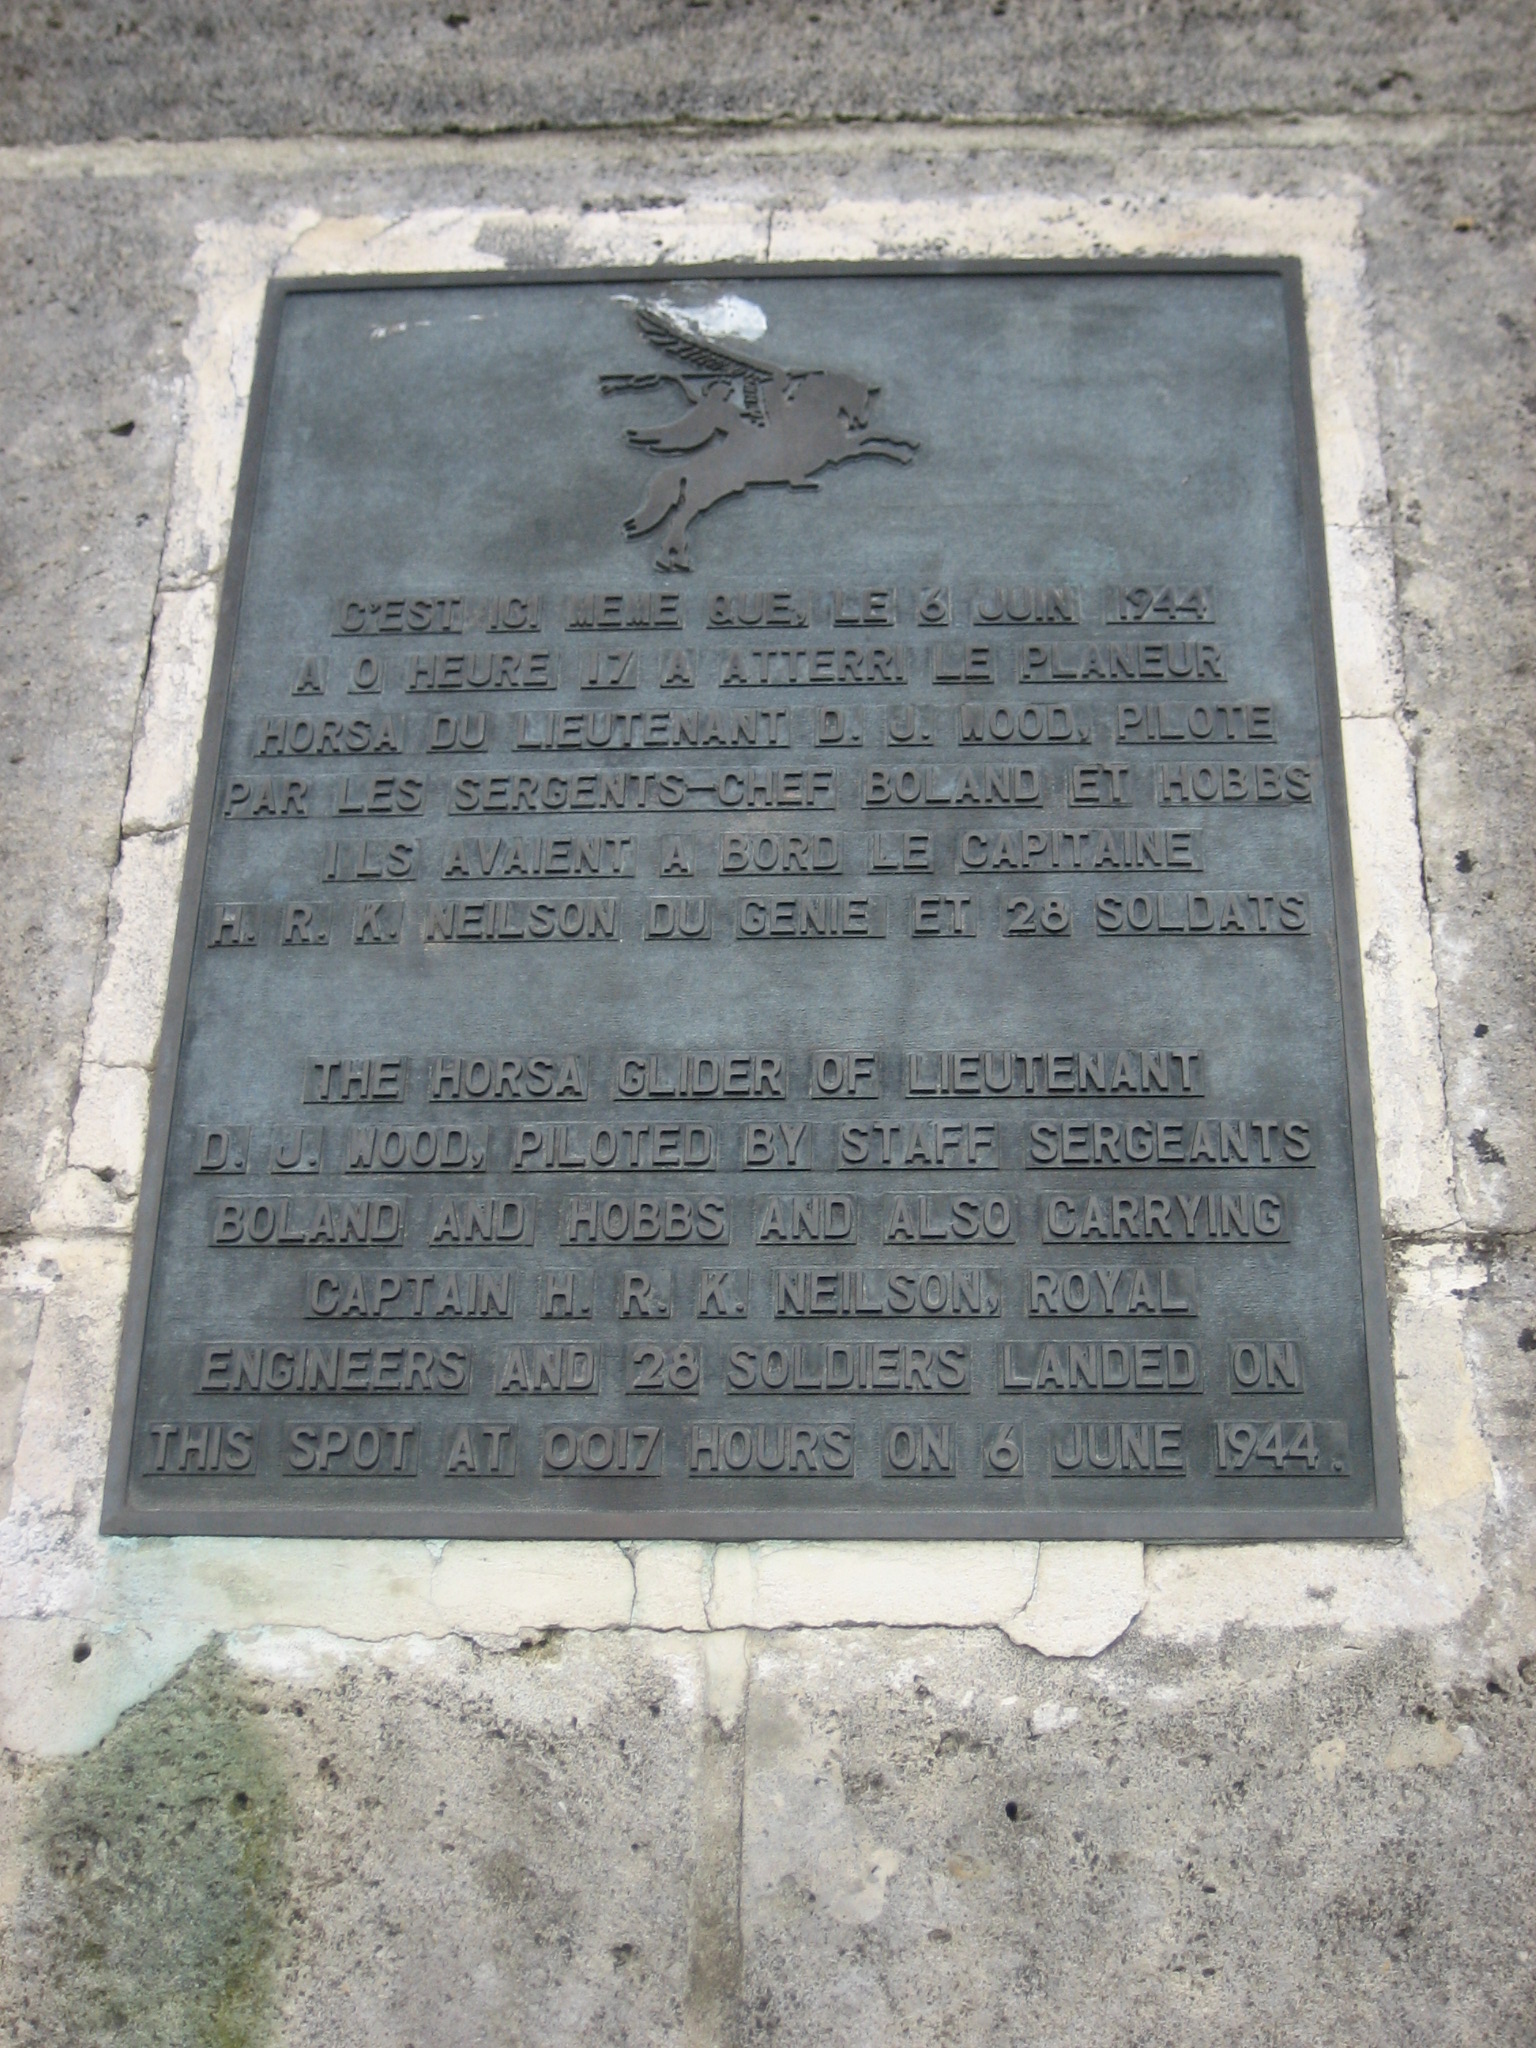 C'EST ICI MEME QUE, LE 6 JUIN 1944
A 0 HEURE 17 A ATTERRI LE PLANEUR
HORSA DU LIEUTENANT D. J. WOOD, PILOTE
PAR LES SERGENTS-CHEF BOLAND ET HOBBS
ILS AVAIENT A BORD LE CAPITAINE
H. R. K. NEILSON DU GENIE ET 28 SOLDATS
THE HORSA GLIDER OF LIEUTENANT
D. J. WOOD, PILOTED BY STAFF SERGEANTS
BOLAND AND HOBBS AND ALSO CARRYING
CAPTAIN H. R. K. NEILSON, ROYAL
ENGINEERS AND 28 SOLDIERS LANDED ON
THIS SPOT AT 0017 HOURS ON 6 JUNE 1944.